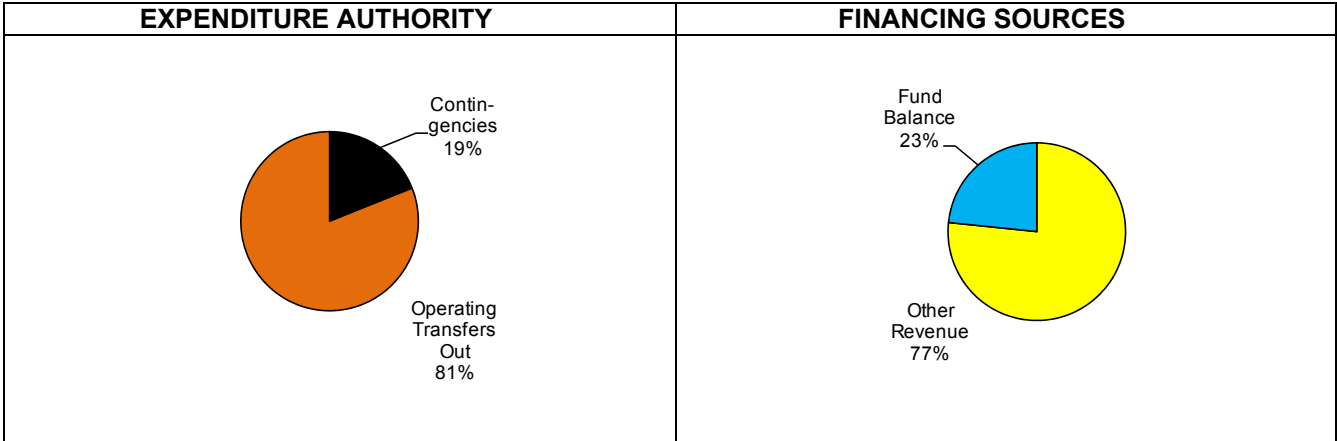 EXPENDITURE AUTHORITY
Contin-
gencies
19%
Operating
Transfers
Out
81%
FINANCING SOURCES
Fund
Balance
23%
Other
Revenue
77%